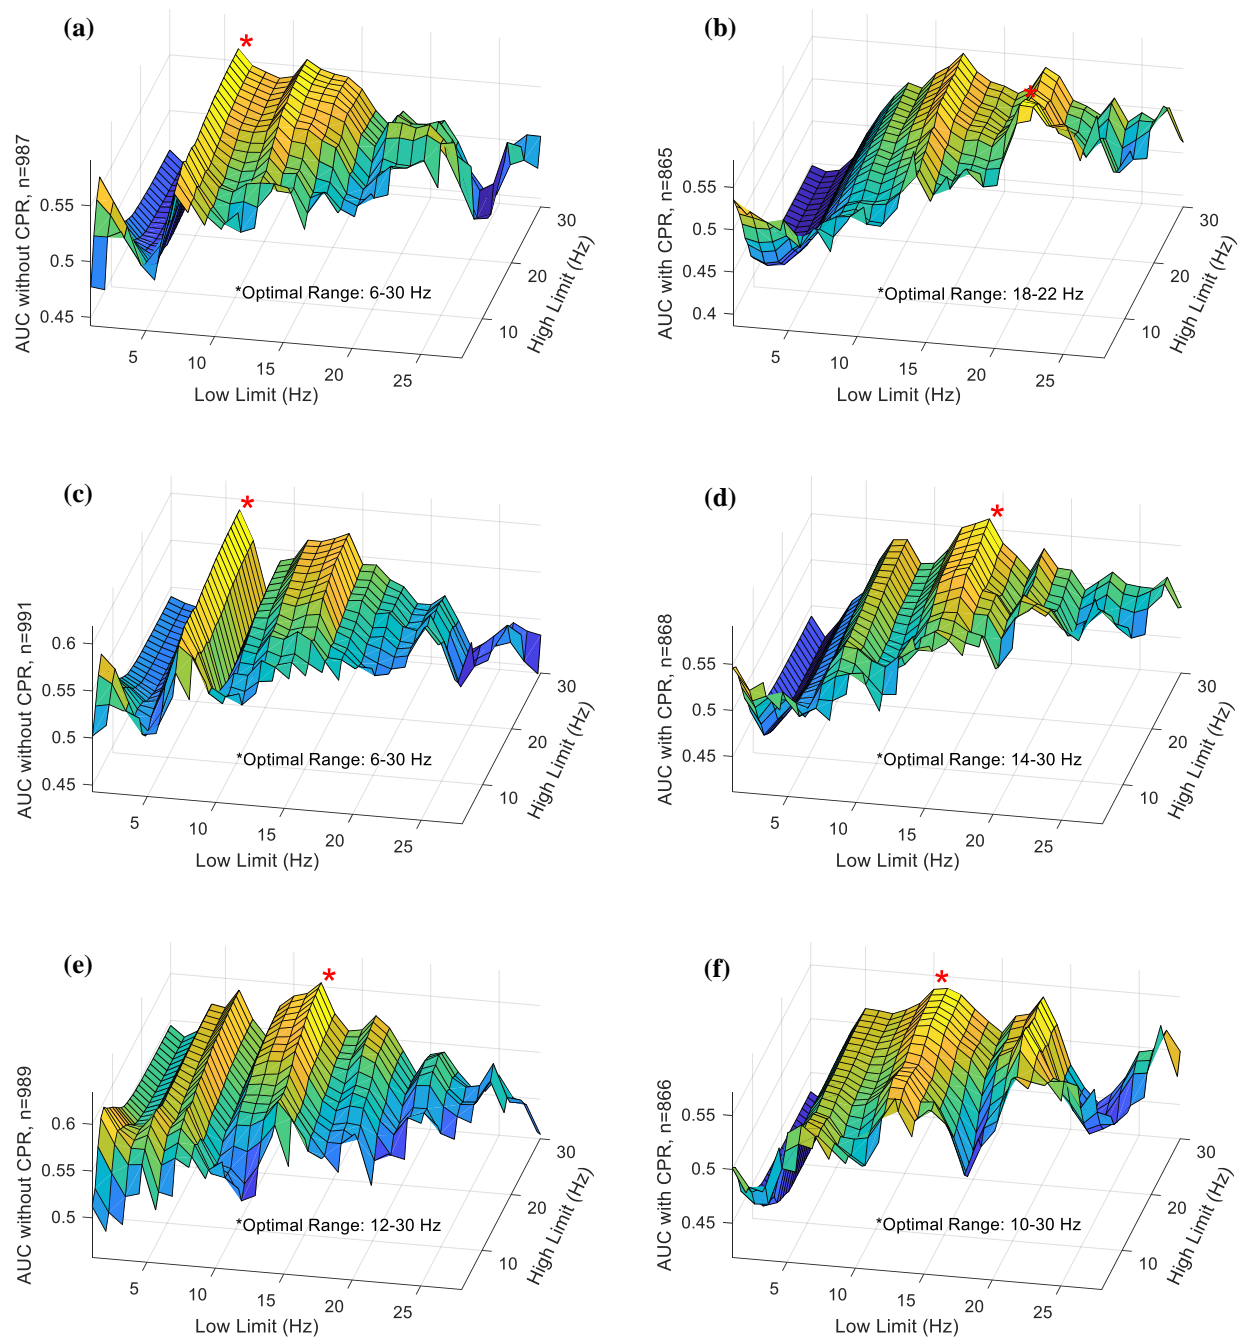 (a)
*
AUC without CPR, n=987
0.55
0.5
0.45
*Optimal Range: 6-30 Hz
5
10
15
20
25
Low Limit (Hz)
10
20
30
High Limit (Hz)
(b)
*
AUC with CPR, n=865
0.55
0.5
0.45
0.4
*Optimal Range: 18-22 Hz
5
10
15
20
25
Low Limit (Hz)
10
20
30
High Limit (Hz)
(c)
*
AUC without CPR, n=991
0.6
0.55
0.5
0.45
*Optimal Range: 6-30 Hz
5
10
15
20
25
Low Limit (Hz)
10
20
30
High Limit (Hz)
(d)
*
AUC with CPR, n=868
0.55
0.5
0.45
*Optimal Range: 14-30 Hz
5
10
15
20
25
Low Limit (Hz)
10
20
30
High Limit (Hz)
(e)
*
AUC without CPR, n=989
0.6
0.55
0.5
*Optimal Range: 12-30 Hz
5
10
15
20
25
Low Limit (Hz)
10
20
30
High Limit (Hz)
(f)
*
AUC with CPR, n=866
0.55
0.5
0.45
*Optimal Range: 10-30 Hz
5
10
15
20
25
Low Limit (Hz)
10
20
30
High Limit (Hz)